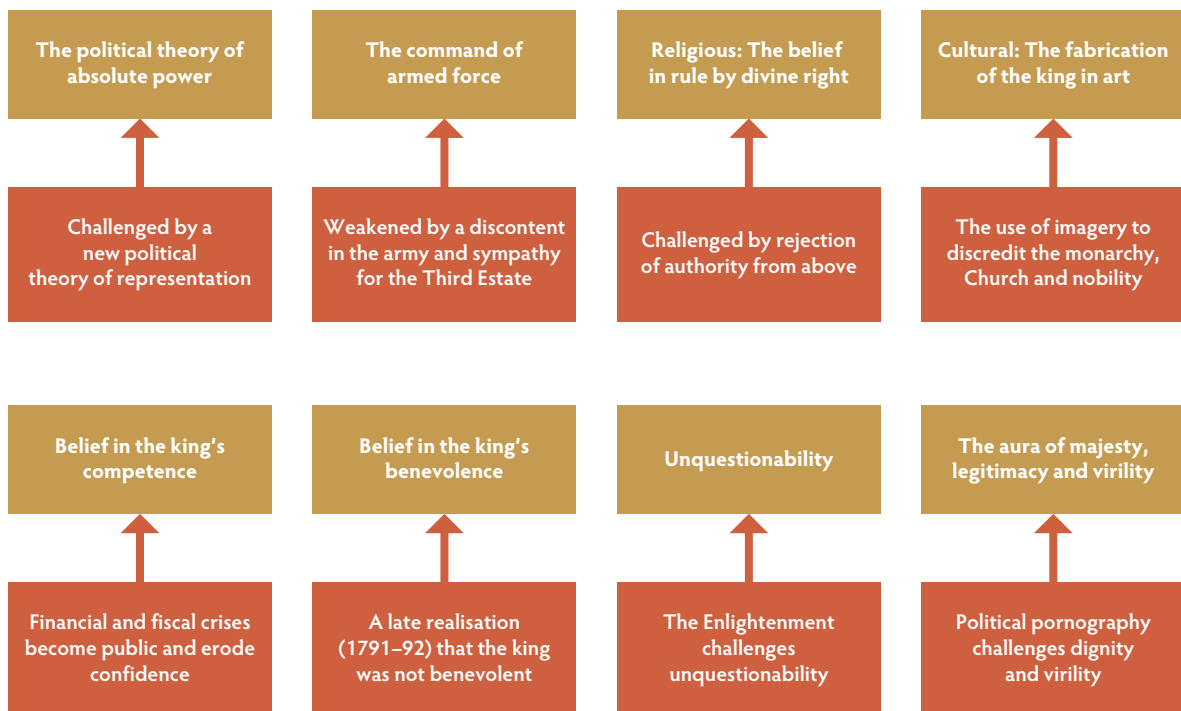 The political theory of
absolute power
The command of
armed force
Religious: The belief
in rule by divine right
Cultural: The fabrication
of the king in art
Challenged by a
new political
theory of representation
Weakened by a discontent
in the army and sympathy
for the Third Estate
Challenged by rejection
of authority from above
The use of imagery to
discredit the monarchy,
Church and nobility
Belief in the king’s
competence
Belief in the king’s
benevolence
Unquestionability
The aura of majesty,
legitimacy and virility
Financial and fiscal crises
become public and erode
confidence
A late realisation
(1791–92) that the king
was not benevolent
The Enlightenment
challenges
unquestionability
Political pornography
challenges dignity
and virility